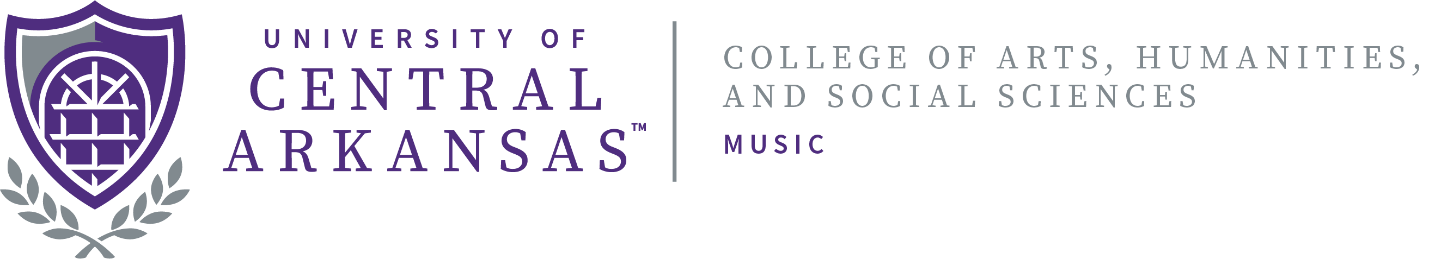 UNIVERSITY OF
CENTRAL
ARKANSAS™
COLLEGE OF ARTS, HUMANITIES,
AND SOCIAL SCIENCES
MUSIC